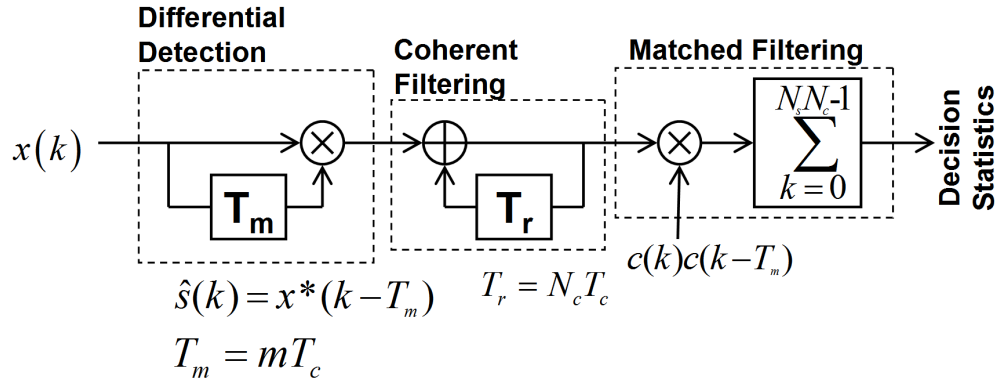 Differential
Detection
Coherent
Filtering
Matched Filtering
x(k)
T_m
T_r
N_sN_c-1
∑
k = 0
Decision
Statistics
c(k)c(k−T_m)
ŝ(k) = x*(k−T_m)
T_r = N_cT_c
T_m = mT_c